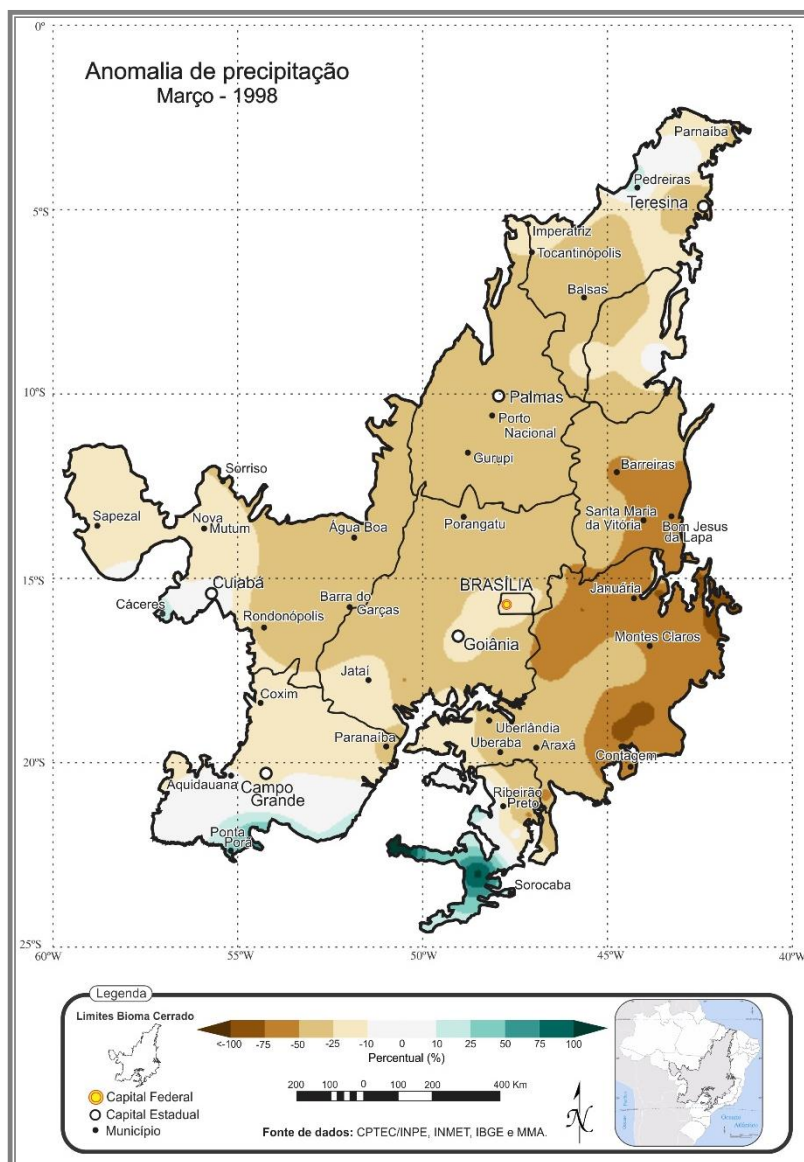 Anomalia de precipitação
Março - 1998
0°
5°S
10°S
15°S
20°S
25°S
60°W
55°W
50°W
45°W
40°W
Parnaíba
Pedreiras
Teresina
Imperatriz
Tocantinópolis
Balsas
Palmas
Porto
Nacional
Gurupi
Barreiras
Sorriso
Sapezal
Nova
Mutum
Água Boa
Porangatu
Santa Maria
da Vitória
Bom Jesus
da Lapa
Cuiabá
BRASÍLIA
Januária
Cáceres
Barra do
Garças
Rondonópolis
Goiânia
Montes Claros
Jataí
Coxim
Paranaíba
Uberlândia
Uberaba
Araxá
Contagem
Aquidauana
Campo
Grande
Ribeirão
Preto
Ponta
Porã
Sorocaba
Legenda
Limites Bioma Cerrado
Capital Federal
Capital Estadual
Município
<-100 -75 -50 -25 -10 0 10 25 50 75 100
Percentual (%)
200 100 0 100 200 400 Km
Fonte de dados: CPTEC/INPE, INMET, IBGE e MMA.
N
Oceano
Atlântico